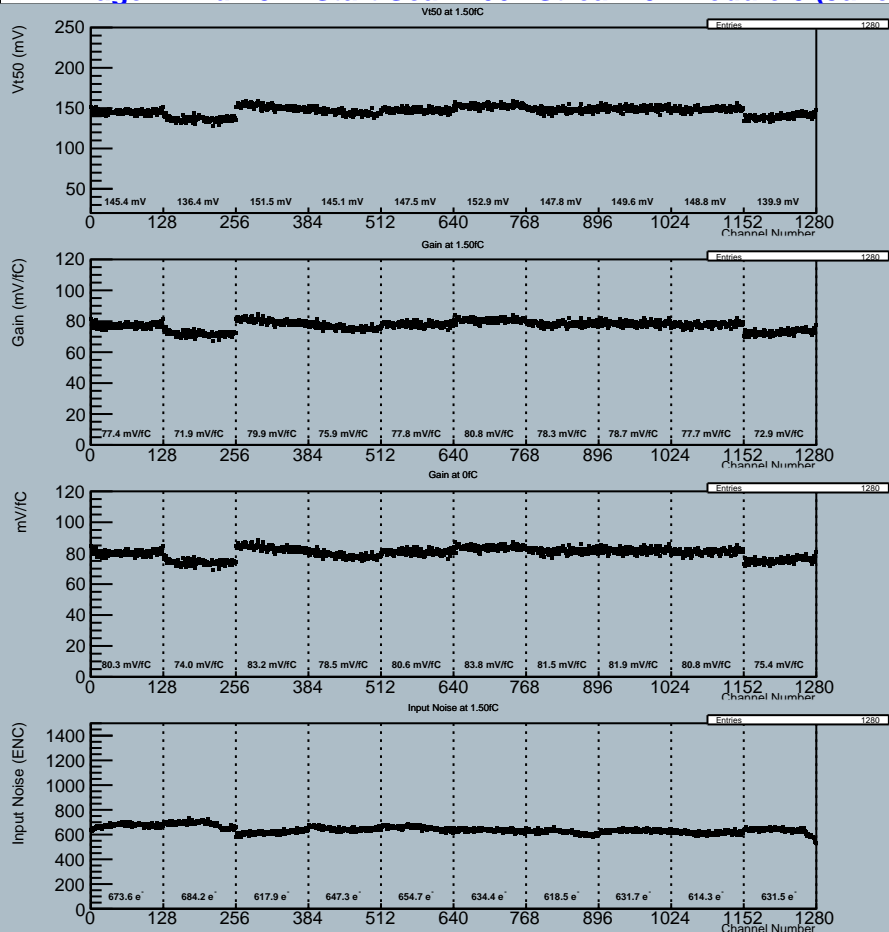 Vt50 at 1.50fC
Entries 1280
Vt50 (mV)
250
200
150
100
50
145.4 mV 136.4 mV 151.5 mV 145.1 mV 147.5 mV 152.9 mV 147.8 mV 149.6 mV 148.8 mV 139.9 mV
0 128 256 384 512 640 768 896 1024 1152 1280
Channel Number
Gain at 1.50fC
Entries 1280
Gain (mV/fC)
120
100
80
60
40
20
0
77.4 mV/fC 71.9 mV/fC 79.9 mV/fC 75.9 mV/fC 77.8 mV/fC 80.8 mV/fC 78.3 mV/fC 78.7 mV/fC 77.7 mV/fC 72.9 mV/fC
0 128 256 384 512 640 768 896 1024 1152 1280
Channel Number
Gain at 0fC
Entries 1280
mV/fC
120
100
80
60
40
20
0
80.3 mV/fC 74.0 mV/fC 83.2 mV/fC 78.5 mV/fC 80.6 mV/fC 83.8 mV/fC 81.5 mV/fC 81.9 mV/fC 80.8 mV/fC 75.4 mV/fC
0 128 256 384 512 640 768 896 1024 1152 1280
Channel Number
Input Noise at 1.50fC
Entries 1280
Input Noise (ENC)
1400
1200
1000
800
600
400
200
0
673.6 e⁻ 684.2 e⁻ 617.9 e⁻ 647.3 e⁻ 654.7 e⁻ 634.4 e⁻ 618.5 e⁻ 631.7 e⁻ 614.3 e⁻ 631.5 e⁻
0 128 256 384 512 640 768 896 1024 1152 1280
Channel Number